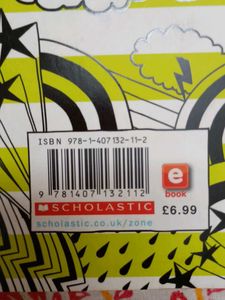 ISBN 978-1-407132-11-2
9 781407 132112
e
book
SCHOLASTIC
£6.99
scholastic.co.uk/zone